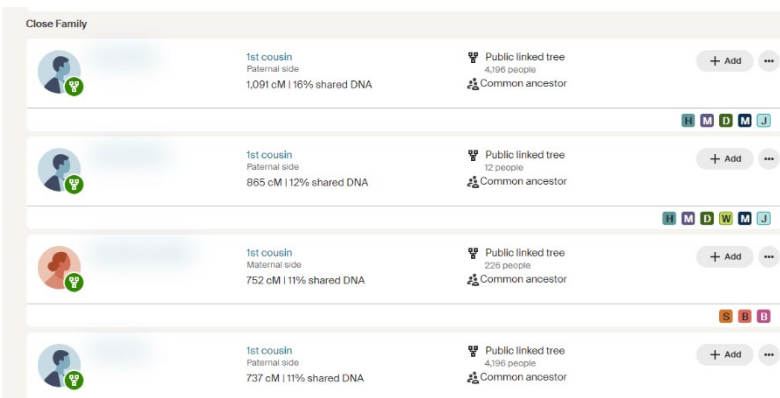 Close Family
1st cousin
Paternal side
1,091 cM | 16% shared DNA
Public linked tree
4,196 people
Common ancestor
+ Add
H M D M J
1st cousin
Paternal side
865 cM | 12% shared DNA
Public linked tree
12 people
Common ancestor
+ Add
H M D W M J
1st cousin
Maternal side
752 cM | 11% shared DNA
Public linked tree
226 people
Common ancestor
+ Add
S B B
1st cousin
Paternal side
737 cM | 11% shared DNA
Public linked tree
4,196 people
Common ancestor
+ Add